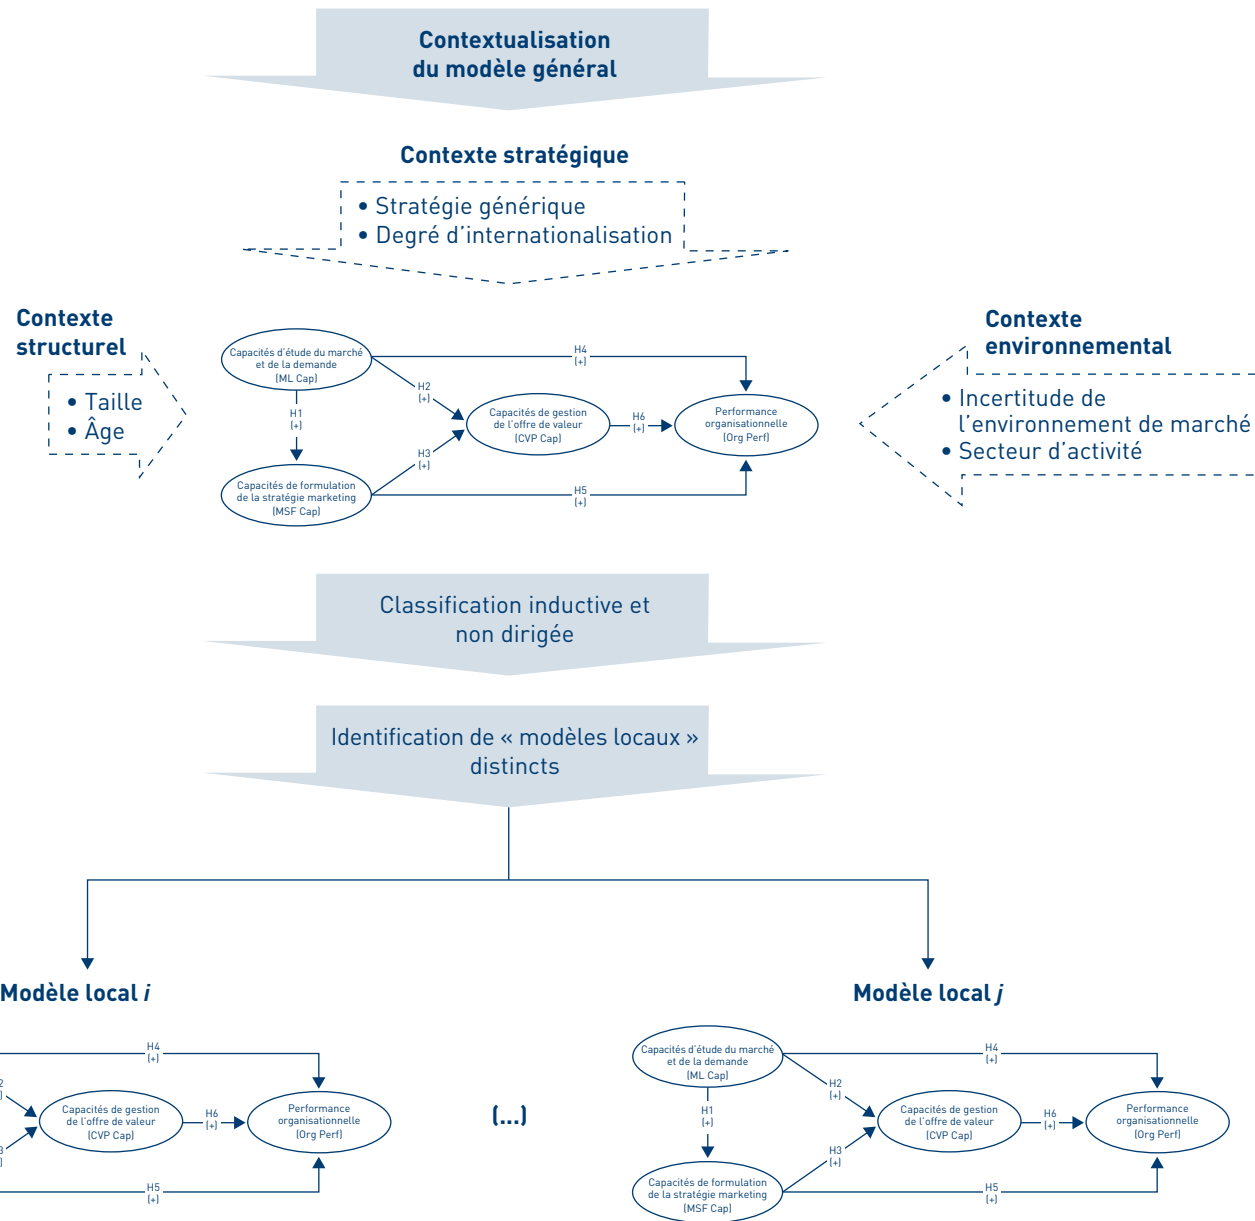 Contextualisation
du modèle général
Contexte stratégique
• Stratégie générique
• Degré d'internationalisation
Contexte
structurel
• Taille
• Âge
Contexte
environnemental
• Incertitude de
l'environnement de marché
• Secteur d'activité
Capacités d'étude du marché
et de la demande
(ML Cap)
H4
(+)
H2
(+)
H1
(+)
Capacités de gestion
de l'offre de valeur
(CVP Cap)
H6
(+)
Performance
organisationnelle
(Org Perf)
H3
(+)
Capacités de formulation
de la stratégie marketing
(MSF Cap)
H5
(+)
Classification inductive et
non dirigée
Identification de « modèles locaux »
distincts
Modèle local i
H4
(+)
2
)
Capacités de gestion
de l'offre de valeur
(CVP Cap)
H6
(+)
Performance
organisationnelle
(Org Perf)
3
)
H5
(+)
(...)
Modèle local j
Capacités d'étude du marché
et de la demande
(ML Cap)
H4
(+)
H2
(+)
H1
(+)
Capacités de gestion
de l'offre de valeur
(CVP Cap)
H6
(+)
Performance
organisationnelle
(Org Perf)
H3
(+)
Capacités de formulation
de la stratégie marketing
(MSF Cap)
H5
(+)